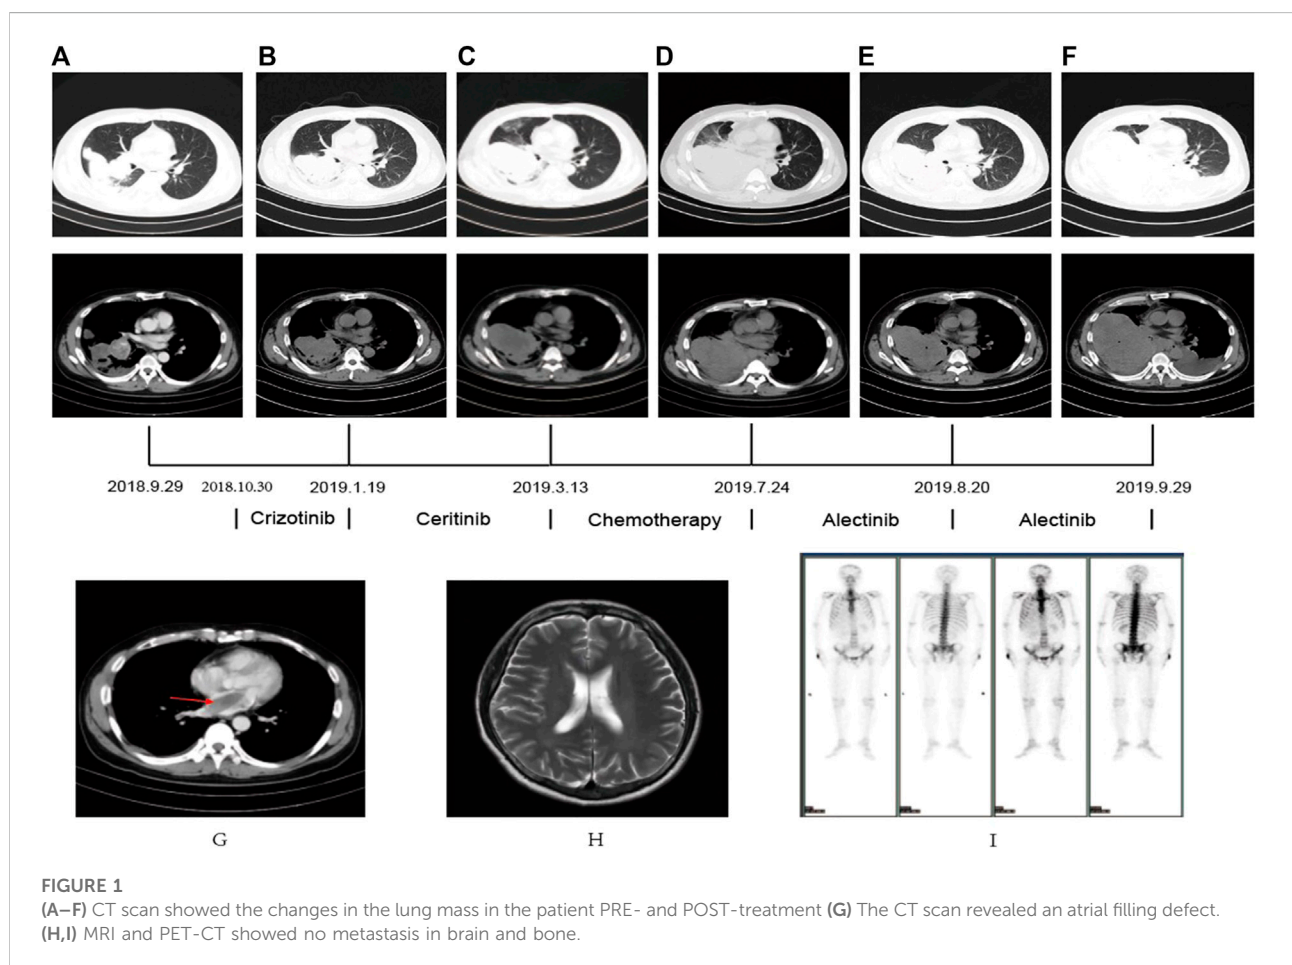 A B C D E F
2018.9.29 2018.10.30 2019.1.19 2019.3.13 2019.7.24 2019.8.20 2019.9.29
| Crizotinib | Ceritinib | Chemotherapy | Alectinib | Alectinib |
G H I
FIGURE 1
(A–F) CT scan showed the changes in the lung mass in the patient PRE- and POST-treatment (G) The CT scan revealed an atrial filling defect.
(H,I) MRI and PET-CT showed no metastasis in brain and bone.